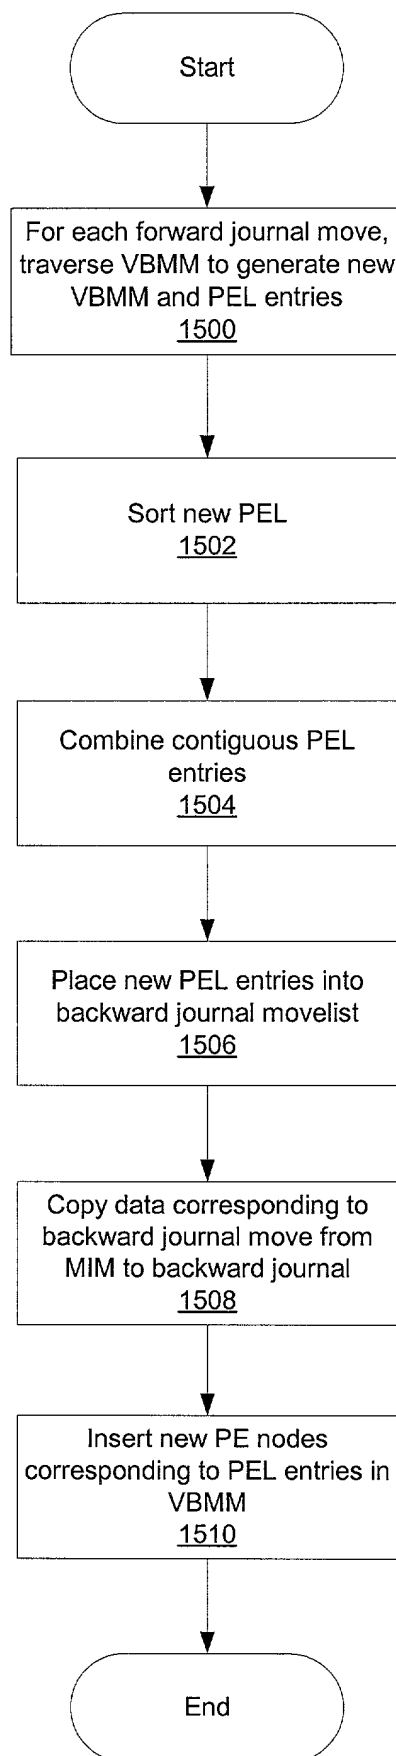 Start
For each forward journal move,
traverse VBMM to generate new
VBMM and PEL entries
1500
Sort new PEL
1502
Combine contiguous PEL
entries
1504
Place new PEL entries into
backward journal movelist
1506
Copy data corresponding to
backward journal move from
MIM to backward journal
1508
Insert new PE nodes
corresponding to PEL entries in
VBMM
1510
End